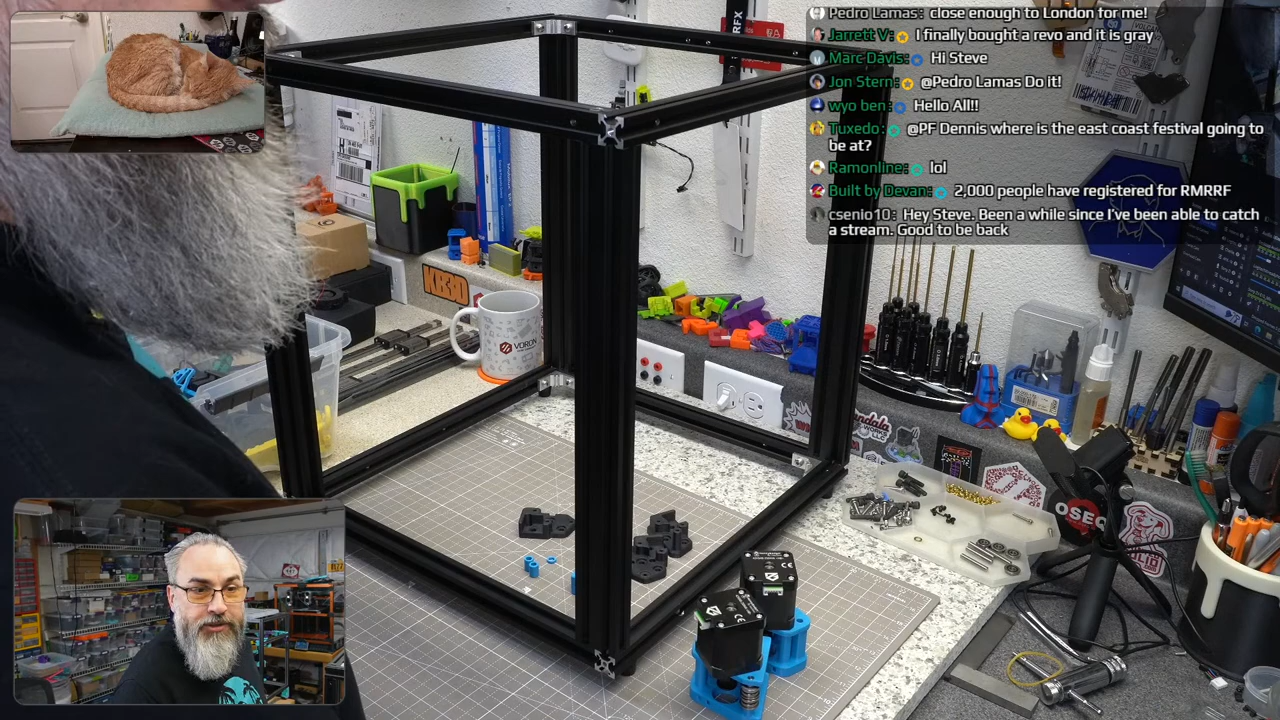 Pedro Lamas: close enough to London for me!
Jarrett V: I finally bought a revo and it is gray
Marc Davis: Hi Steve
Jon Stern: @Pedro Lamas Do it!
wyo ben: Hello All!!
Tuxedo: @PF Dennis where is the east coast festival going to
be at?
Ramonline: lol
Built by Devan: 2,000 people have registered for RMRRF
csenio10: Hey Steve. Been a while since I've been able to catch
a stream. Good to be back
RFX
KB3D
VORON
OSEQ